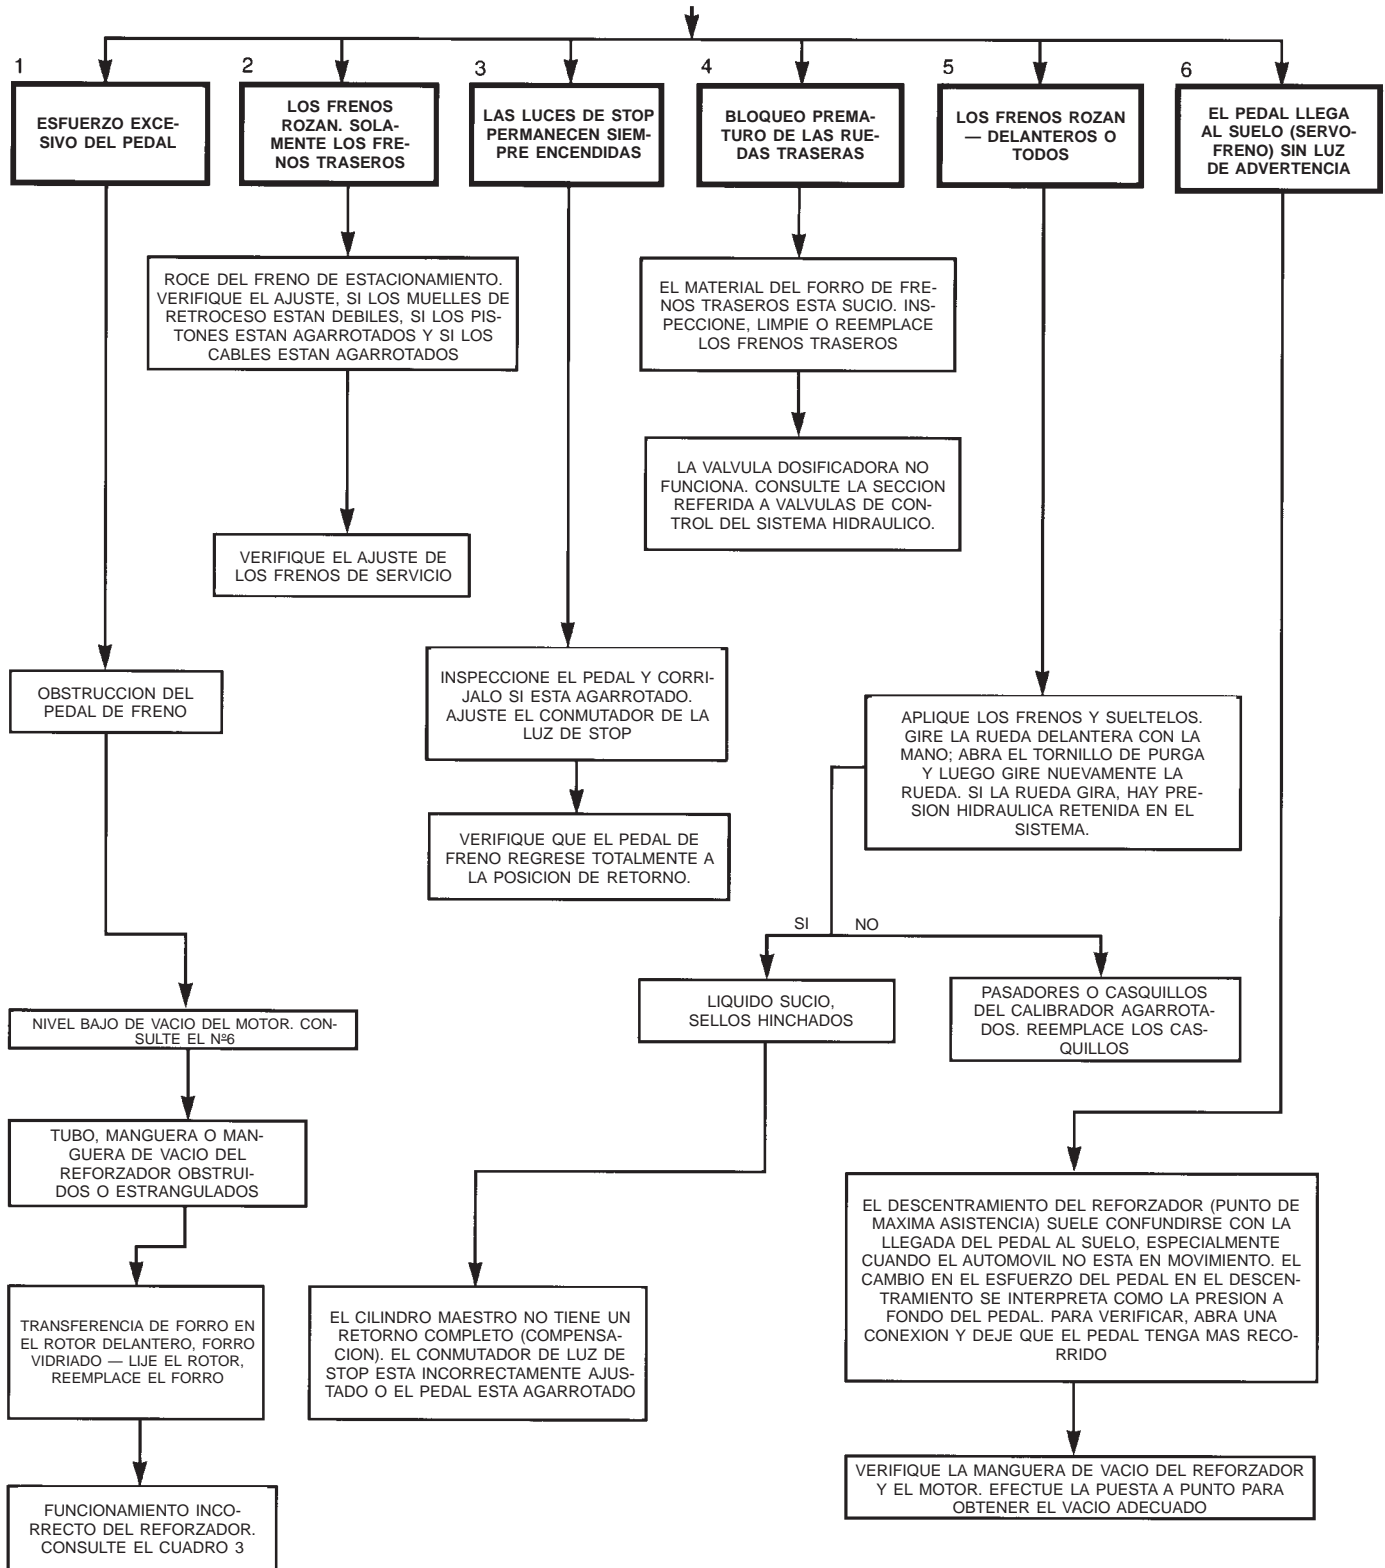 1
ESFUERZO EXCE-
SIVO DEL PEDAL
2
LOS FRENOS
ROZAN. SOLA-
MENTE LOS FRE-
NOS TRASEROS
3
LAS LUCES DE STOP
PERMANECEN SIEM-
PRE ENCENDIDAS
4
BLOQUEO PREMA-
TURO DE LAS RUE-
DAS TRASERAS
5
LOS FRENOS ROZAN
— DELANTEROS O
TODOS
6
EL PEDAL LLEGA
AL SUELO (SERVO-
FRENO) SIN LUZ
DE ADVERTENCIA
ROCE DEL FRENO DE ESTACIONAMIENTO.
VERIFIQUE EL AJUSTE, SI LOS MUELLES DE
RETROCESO ESTAN DEBILES, SI LOS PIS-
TONES ESTAN AGARROTADOS Y SI LOS
CABLES ESTAN AGARROTADOS
EL MATERIAL DEL FORRO DE FRE-
NOS TRASEROS ESTA SUCIO. INS-
PECCIONE, LIMPIE O REEMPLACE
LOS FRENOS TRASEROS
LA VALVULA DOSIFICADORA NO
FUNCIONA. CONSULTE LA SECCION
REFERIDA A VALVULAS DE CON-
TROL DEL SISTEMA HIDRAULICO.
VERIFIQUE EL AJUSTE DE
LOS FRENOS DE SERVICIO
OBSTRUCCION DEL
PEDAL DE FRENO
INSPECCIONE EL PEDAL Y CORRI-
JALO SI ESTA AGARROTADO.
AJUSTE EL CONMUTADOR DE LA
LUZ DE STOP
APLIQUE LOS FRENOS Y SUELTELOS.
GIRE LA RUEDA DELANTERA CON LA
MANO; ABRA EL TORNILLO DE PURGA
Y LUEGO GIRE NUEVAMENTE LA
RUEDA. SI LA RUEDA GIRA, HAY PRE-
SION HIDRAULICA RETENIDA EN EL
SISTEMA.
VERIFIQUE QUE EL PEDAL DE
FRENO REGRESE TOTALMENTE A
LA POSICION DE RETORNO.
SI NO
LIQUIDO SUCIO,
SELLOS HINCHADOS
PASADORES O CASQUILLOS
DEL CALIBRADOR AGARROTA-
DOS. REEMPLACE LOS CAS-
QUILLOS
NIVEL BAJO DE VACIO DEL MOTOR. CON-
SULTE EL Nº6
TUBO, MANGUERA O MAN-
GUERA DE VACIO DEL
REFORZADOR OBSTRUI-
DOS O ESTRANGULADOS
EL DESCENTRAMIENTO DEL REFORZADOR (PUNTO DE
MAXIMA ASISTENCIA) SUELE CONFUNDIRSE CON LA
LLEGADA DEL PEDAL AL SUELO, ESPECIALMENTE
CUANDO EL AUTOMOVIL NO ESTA EN MOVIMIENTO. EL
CAMBIO EN EL ESFUERZO DEL PEDAL EN EL DESCEN-
TRAMIENTO SE INTERPRETA COMO LA PRESION A
FONDO DEL PEDAL. PARA VERIFICAR, ABRA UNA
CONEXION Y DEJE QUE EL PEDAL TENGA MAS RECO-
RRIDO
TRANSFERENCIA DE FORRO EN
EL ROTOR DELANTERO, FORRO
VIDRIADO — LIJE EL ROTOR,
REEMPLACE EL FORRO
EL CILINDRO MAESTRO NO TIENE UN
RETORNO COMPLETO (COMPENSA-
CION). EL CONMUTADOR DE LUZ DE
STOP ESTA INCORRECTAMENTE AJUS-
TADO O EL PEDAL ESTA AGARROTADO
VERIFIQUE LA MANGUERA DE VACIO DEL REFORZADOR
Y EL MOTOR. EFECTUE LA PUESTA A PUNTO PARA
OBTENER EL VACIO ADECUADO
FUNCIONAMIENTO INCO-
RRECTO DEL REFORZADOR.
CONSULTE EL CUADRO 3